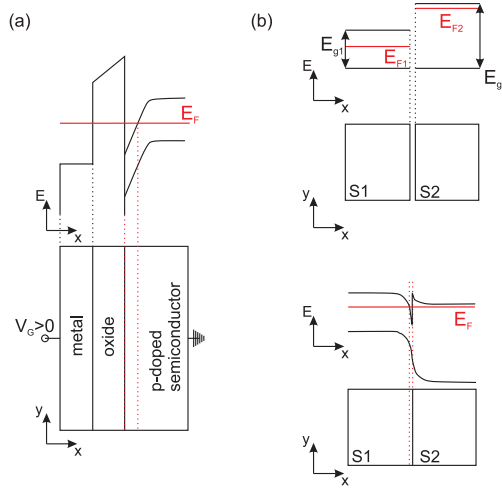 (a)
E
x
E_F
V_G>0
metal
oxide
p-doped
semiconductor
y
x
(b)
E_g1
E_F1
E_F2
E_g
E
x
S1
S2
y
x
E
x
E_F
S1
S2
y
x